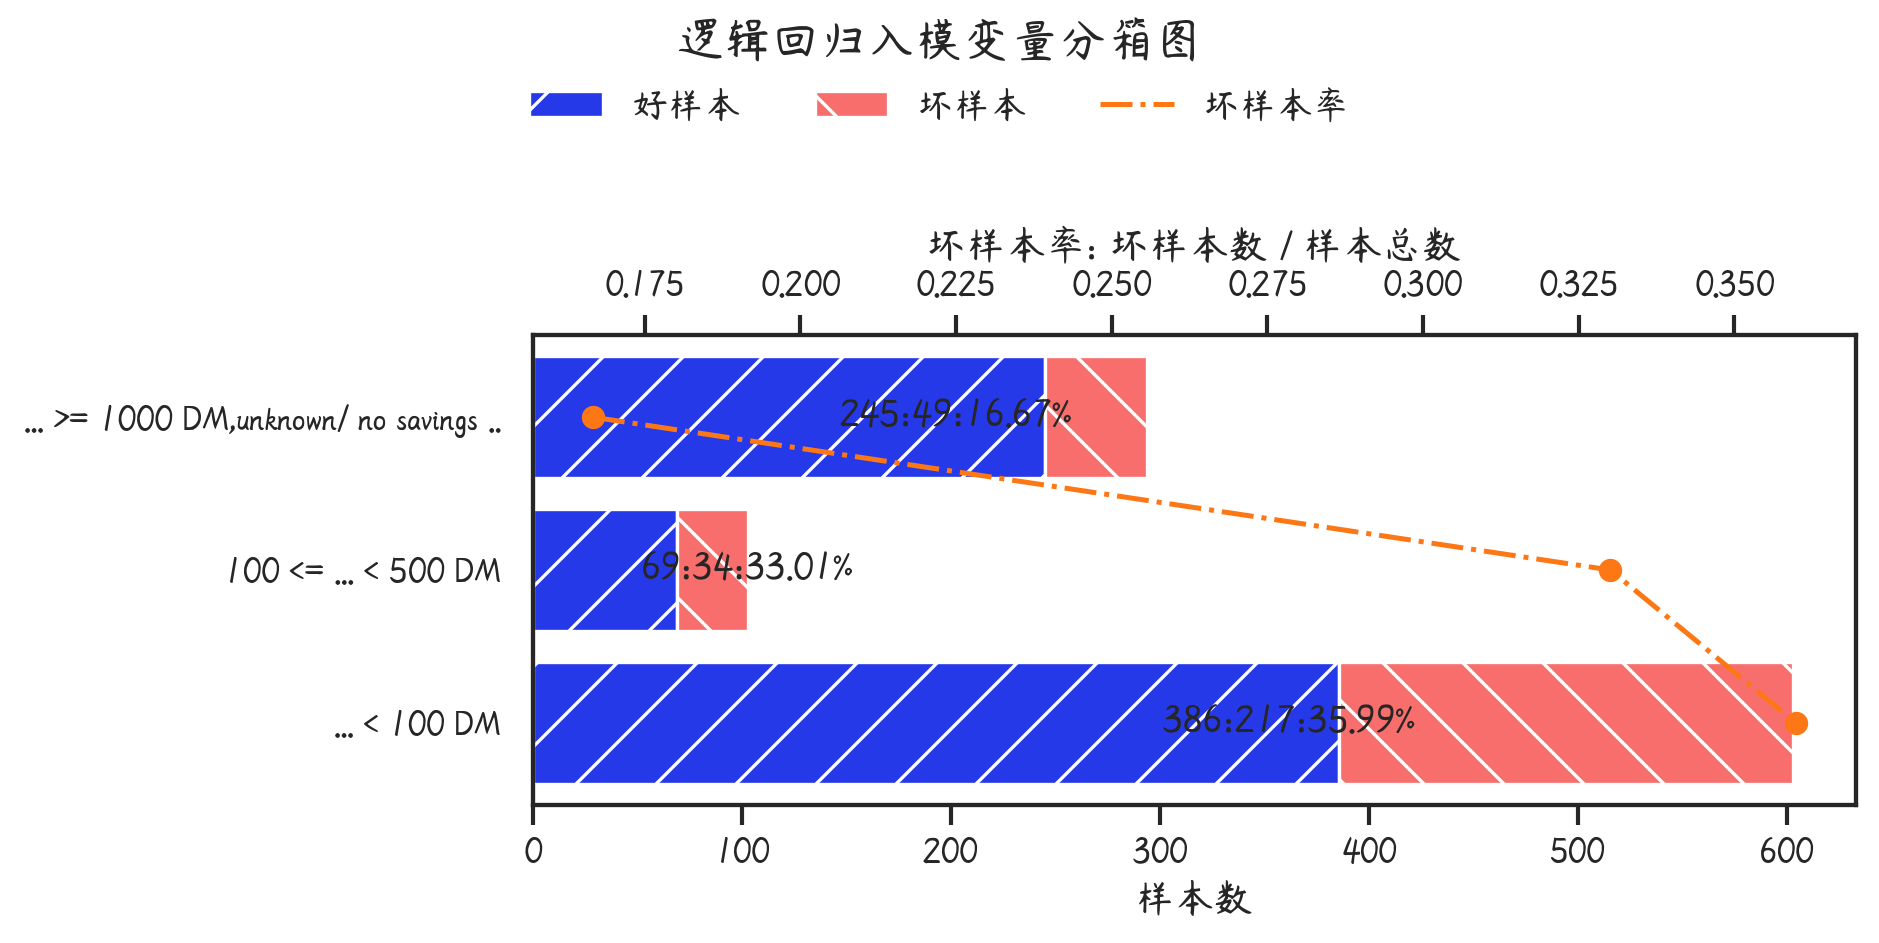 逻辑回归入模变量分箱图
好样本 坏样本 坏样本率
坏样本率: 坏样本数 / 样本总数
0.175 0.200 0.225 0.250 0.275 0.300 0.325 0.350
... >= 1000 DM,unknown/ no savings ..
245:49:16.67%
100 <= ... < 500 DM
69:34:33.01%
... < 100 DM
386:217:35.99%
0 100 200 300 400 500 600
样本数